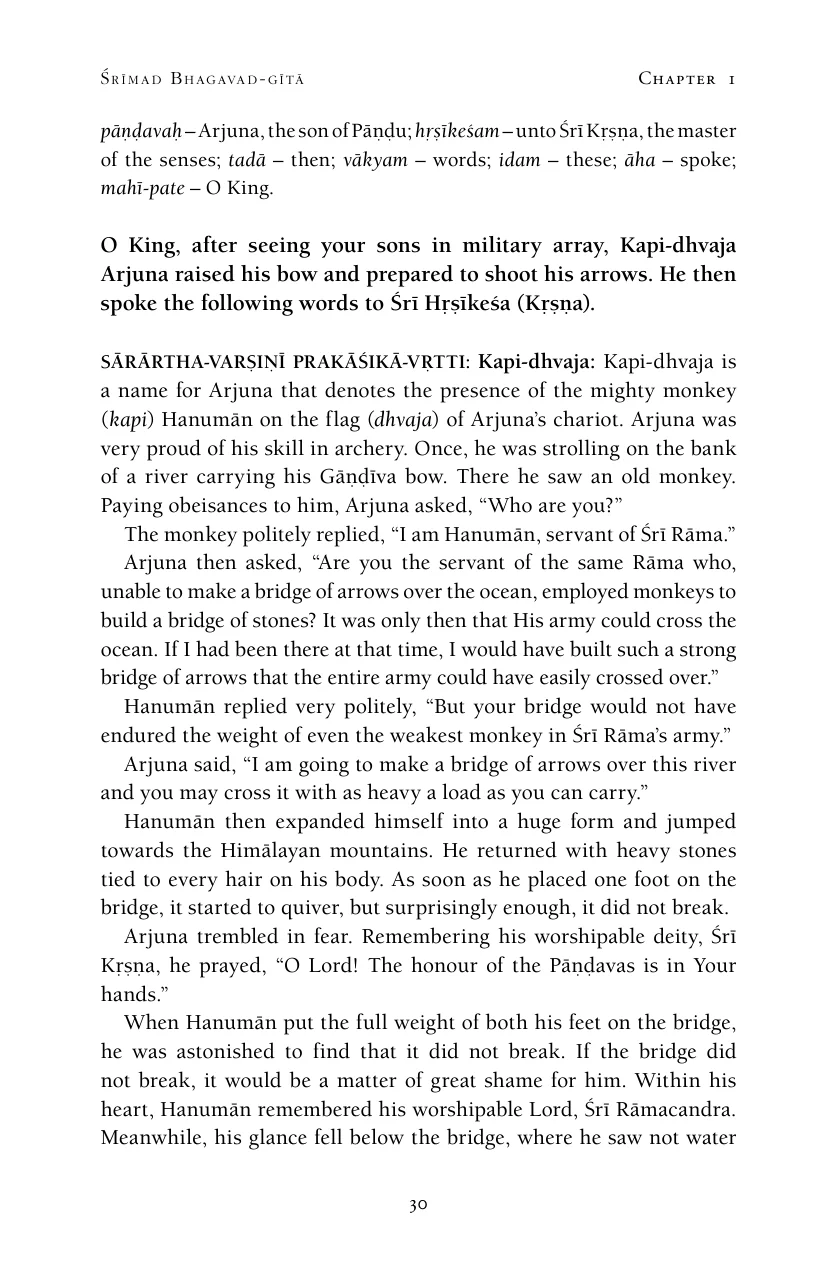 Śrīmad Bhagavad-gītā Chapter 1
pāṇḍavaḥ – Arjuna, the son of Pāṇḍu; hṛṣīkeśam – unto Śrī Kṛṣṇa, the master
of the senses; tadā – then; vākyam – words; idam – these; āha – spoke;
mahī-pate – O King.
O King, after seeing your sons in military array, Kapi-dhvaja
Arjuna raised his bow and prepared to shoot his arrows. He then
spoke the following words to Śrī Hṛṣīkeśa (Kṛṣṇa).
SĀRĀRTHA-VARṢIṆĪ PRAKĀŚIKĀ-VṚTTI: Kapi-dhvaja: Kapi-dhvaja is
a name for Arjuna that denotes the presence of the mighty monkey
(kapi) Hanumān on the flag (dhvaja) of Arjuna’s chariot. Arjuna was
very proud of his skill in archery. Once, he was strolling on the bank
of a river carrying his Gāṇḍīva bow. There he saw an old monkey.
Paying obeisances to him, Arjuna asked, “Who are you?”
The monkey politely replied, “I am Hanumān, servant of Śrī Rāma.”
Arjuna then asked, “Are you the servant of the same Rāma who,
unable to make a bridge of arrows over the ocean, employed monkeys to
build a bridge of stones? It was only then that His army could cross the
ocean. If I had been there at that time, I would have built such a strong
bridge of arrows that the entire army could have easily crossed over.”
Hanumān replied very politely, “But your bridge would not have
endured the weight of even the weakest monkey in Śrī Rāma’s army.”
Arjuna said, “I am going to make a bridge of arrows over this river
and you may cross it with as heavy a load as you can carry.”
Hanumān then expanded himself into a huge form and jumped
towards the Himālayan mountains. He returned with heavy stones
tied to every hair on his body. As soon as he placed one foot on the
bridge, it started to quiver, but surprisingly enough, it did not break.
Arjuna trembled in fear. Remembering his worshipable deity, Śrī
Kṛṣṇa, he prayed, “O Lord! The honour of the Pāṇḍavas is in Your
hands.”
When Hanumān put the full weight of both his feet on the bridge,
he was astonished to find that it did not break. If the bridge did
not break, it would be a matter of great shame for him. Within his
heart, Hanumān remembered his worshipable Lord, Śrī Rāmacandra.
Meanwhile, his glance fell below the bridge, where he saw not water
30